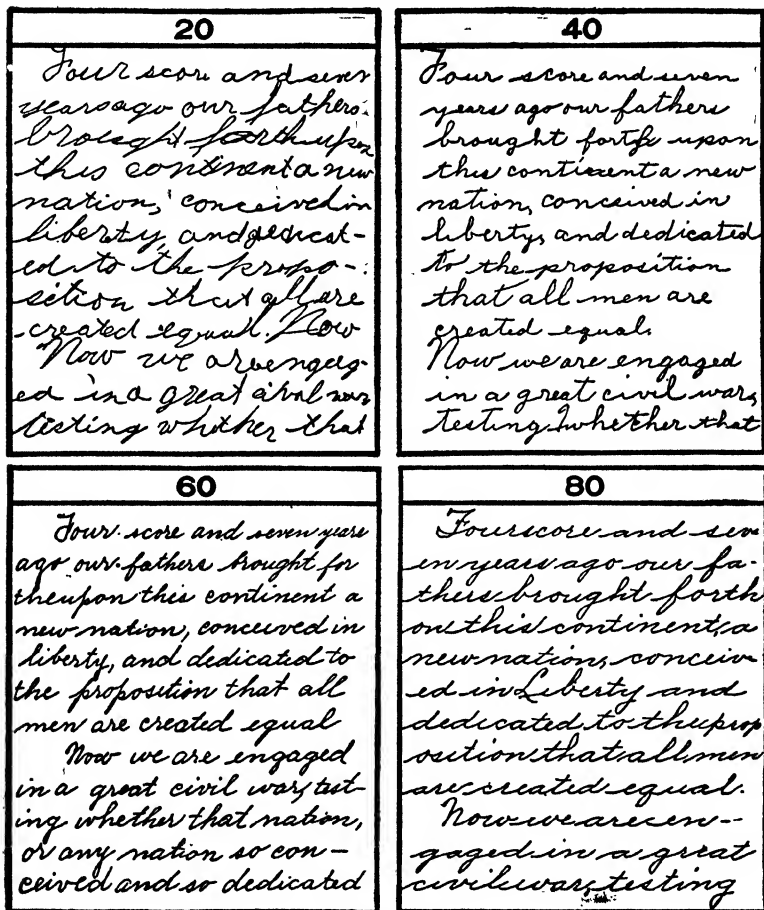 20
Four score and seven
years ago our fathers
brought forth upon
this continent a new
nation, conceived in
liberty, and dedicat-
ed to the propo-
sition that all are
created equal. Now
Now we are engag-
ed in a great cival war
testing whether that
40
Four score and seven
years ago our fathers
brought forth upon
this continent a new
nation, conceived in
liberty, and dedicated
to the proposition
that all men are
created equal.
Now we are engaged
in a great civil war,
testing whether that
60
Four score and seven years
ago our fathers brought for
theupon this continent a
new nation, conceived in
liberty, and dedicated to
the proposition that all
men are created equal
Now we are engaged
in a great civil war, test-
ing whether that nation,
or any nation so con-
ceived and so dedicated
80
Fourscore and sev
en years ago our fa-
thers brought forth
on this continent, a
new nation, conceiv
ed in Liberty and
dedicated to the prop
osition that all men
are created equal.
Now we are en-
gaged in a great
civil war, testing